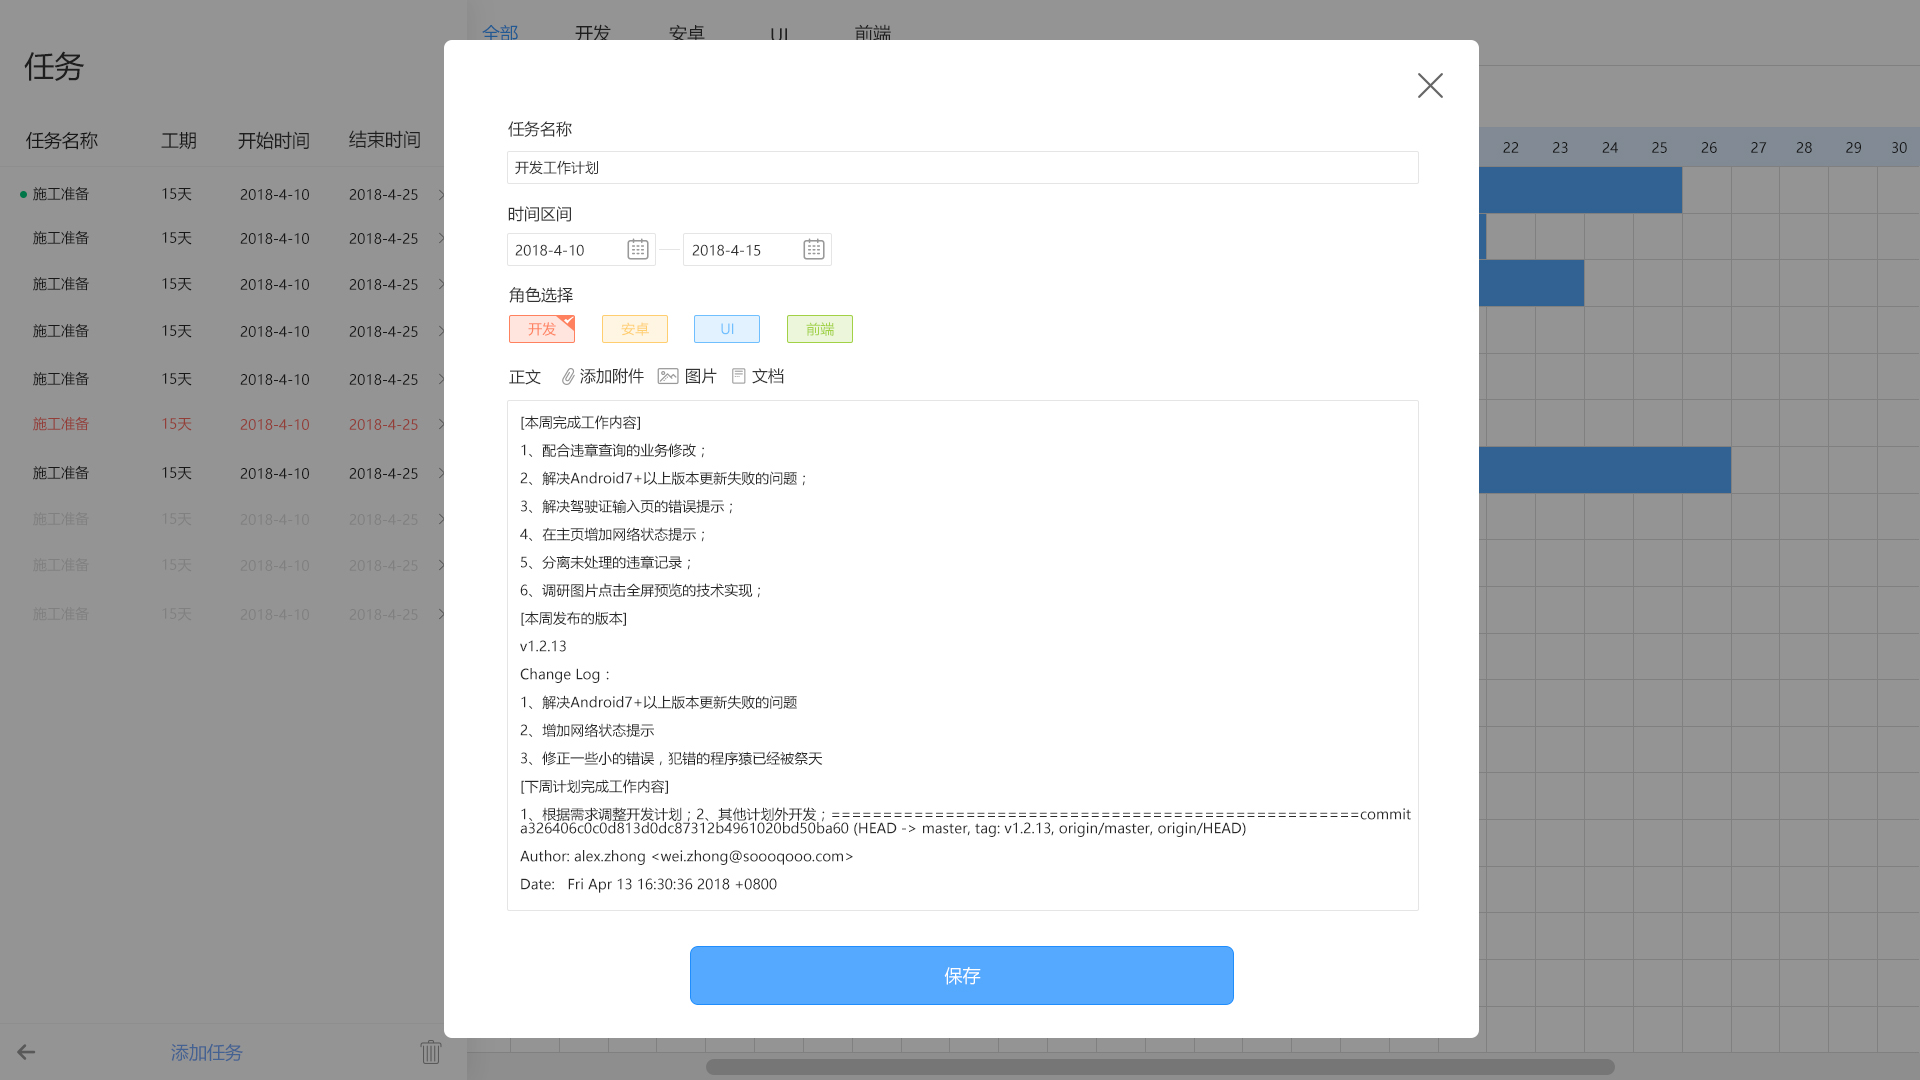 全部 开发 安卓 UI 前端
任务
任务名称 工期 开始时间 结束时间
22 23 24 25 26 27 28 29 30
施工准备 15天 2018-4-10 2018-4-25
施工准备 15天 2018-4-10 2018-4-25
施工准备 15天 2018-4-10 2018-4-25
施工准备 15天 2018-4-10 2018-4-25
施工准备 15天 2018-4-10 2018-4-25
施工准备 15天 2018-4-10 2018-4-25
施工准备 15天 2018-4-10 2018-4-25
施工准备 15天 2018-4-10 2018-4-25
施工准备 15天 2018-4-10 2018-4-25
施工准备 15天 2018-4-10 2018-4-25
添加任务
任务名称
开发工作计划
时间区间
2018-4-10 2018-4-15
角色选择
开发 安卓 UI 前端
正文 添加附件 图片 文档
[本周完成工作内容]
1、配合违章查询的业务修改；
2、解决Android7+以上版本更新失败的问题；
3、解决驾驶证输入页的错误提示；
4、在主页增加网络状态提示；
5、分离未处理的违章记录；
6、调研图片点击全屏预览的技术实现；
[本周发布的版本]
v1.2.13
Change Log：
1、解决Android7+以上版本更新失败的问题
2、增加网络状态提示
3、修正一些小的错误，犯错的程序猿已经被祭天
[下周计划完成工作内容]
1、根据需求调整开发计划；2、其他计划外开发；===================================================commit
a326406c0c0d813d0dc87312b4961020bd50ba60 (HEAD -> master, tag: v1.2.13, origin/master, origin/HEAD)
Author: alex.zhong <wei.zhong@soooqooo.com>
Date:   Fri Apr 13 16:30:36 2018 +0800
保存